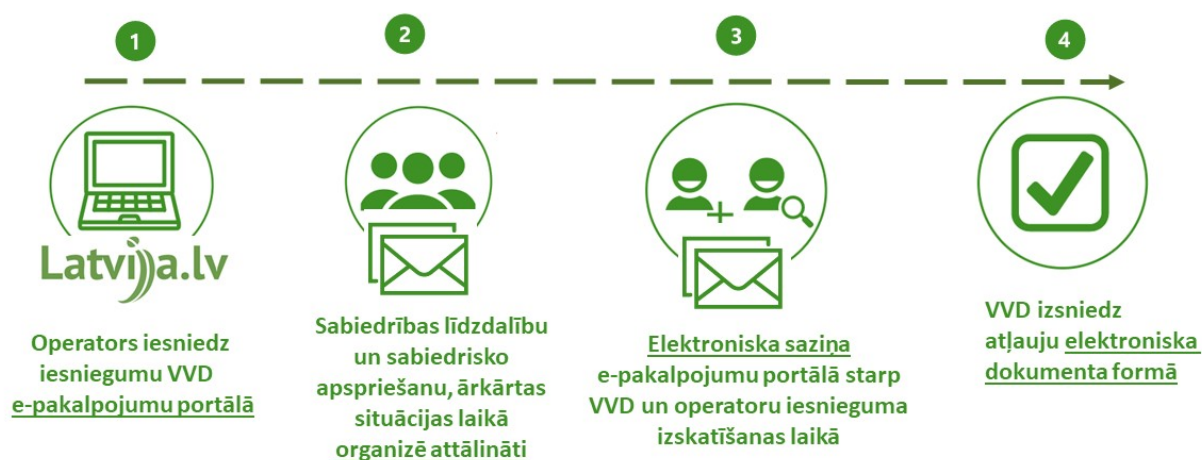 1
2
3
4
Latvija.lv
Operators iesniedz
iesniegumu VVD
e-pakalpojumu portālā
Sabiedrības līdzdalību
un sabiedrisko
apspriešanu, ārkārtas
situācijas laikā
organizē attālināti
Elektroniska saziņa
e-pakalpojumu portālā starp
VVD un operatoru iesnieguma
izskatīšanas laikā
VVD izsniedz
atļauju elektroniska
dokumenta formā